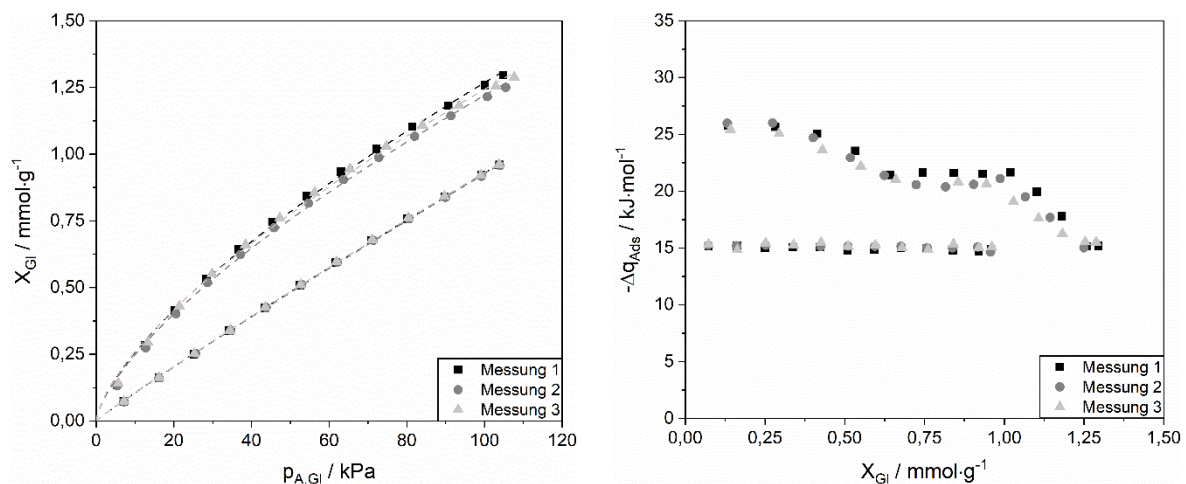 1,50
1,25
1,00
0,75
0,50
0,25
0,00
X_Gl / mmol·g⁻¹
0 20 40 60 80 100 120
p_A,Gl / kPa
Messung 1
Messung 2
Messung 3
35
30
25
20
15
10
5
0
-Δq_Ads / kJ·mol⁻¹
0,00 0,25 0,50 0,75 1,00 1,25 1,50
X_Gl / mmol·g⁻¹
Messung 1
Messung 2
Messung 3